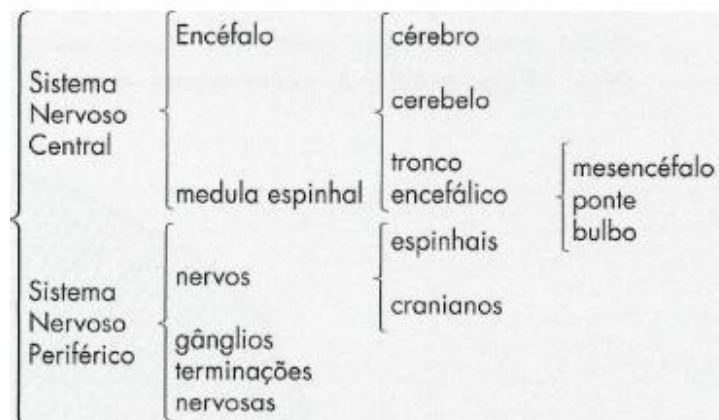 Sistema
Nervoso
Central
Encéfalo
medula espinhal
cérebro
cerebelo
tronco
encefálico
mesencéfalo
ponte
bulbo
Sistema
Nervoso
Periférico
nervos
espinhais
cranianos
gânglios
terminações
nervosas